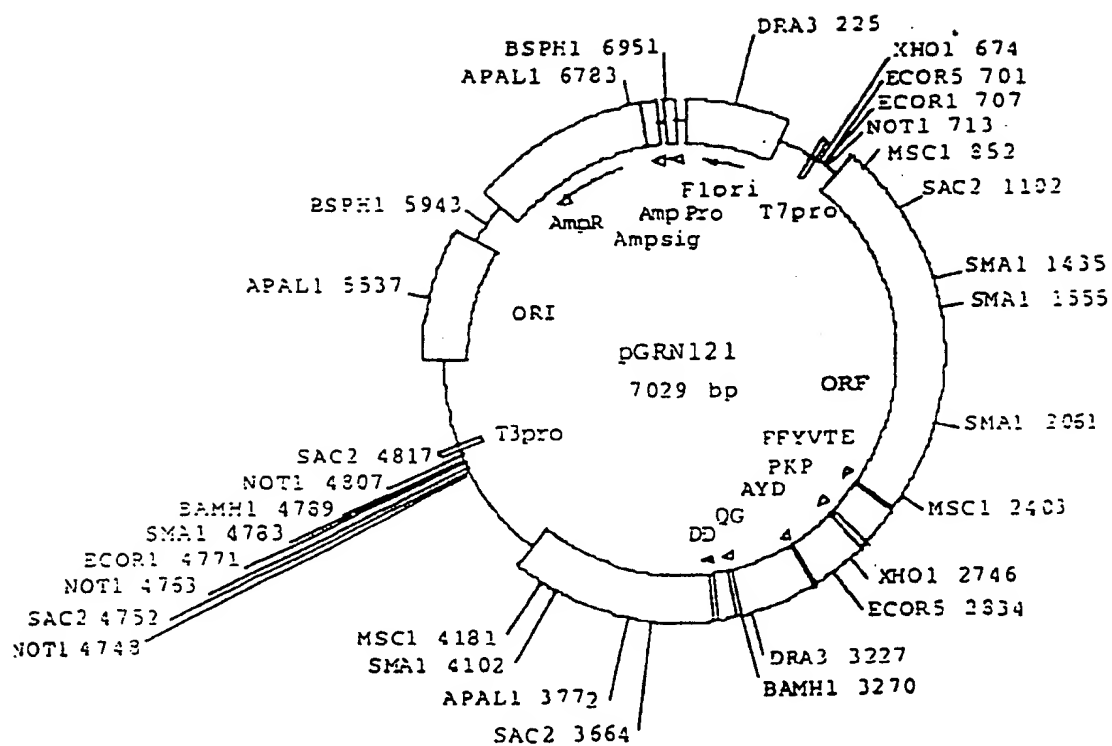 DRA3 225
BSPH1 6951
APAL1 6783
XHO1 674
ECOR5 701
ECOR1 707
NOT1 713
MSC1 852
SAC2 1102
SMA1 1435
SMA1 1555
SMA1 2061
MSC1 2403
XHO1 2746
ECOR5 2834
DRA3 3227
BAMH1 3270
SAC2 3664
APAL1 3772
SMA1 4102
MSC1 4181
NOT1 4743
SAC2 4752
NOT1 4763
ECOR1 4771
SMA1 4783
BAMH1 4789
NOT1 4807
SAC2 4817
T3pro
APAL1 5537
BSPH1 5943
ORI
AmpR
Ampsig
Amp Pro
Flori
T7pro
pGRN121
7029 bp
ORF
FFYVTE
PKP
AYD
QG
DD